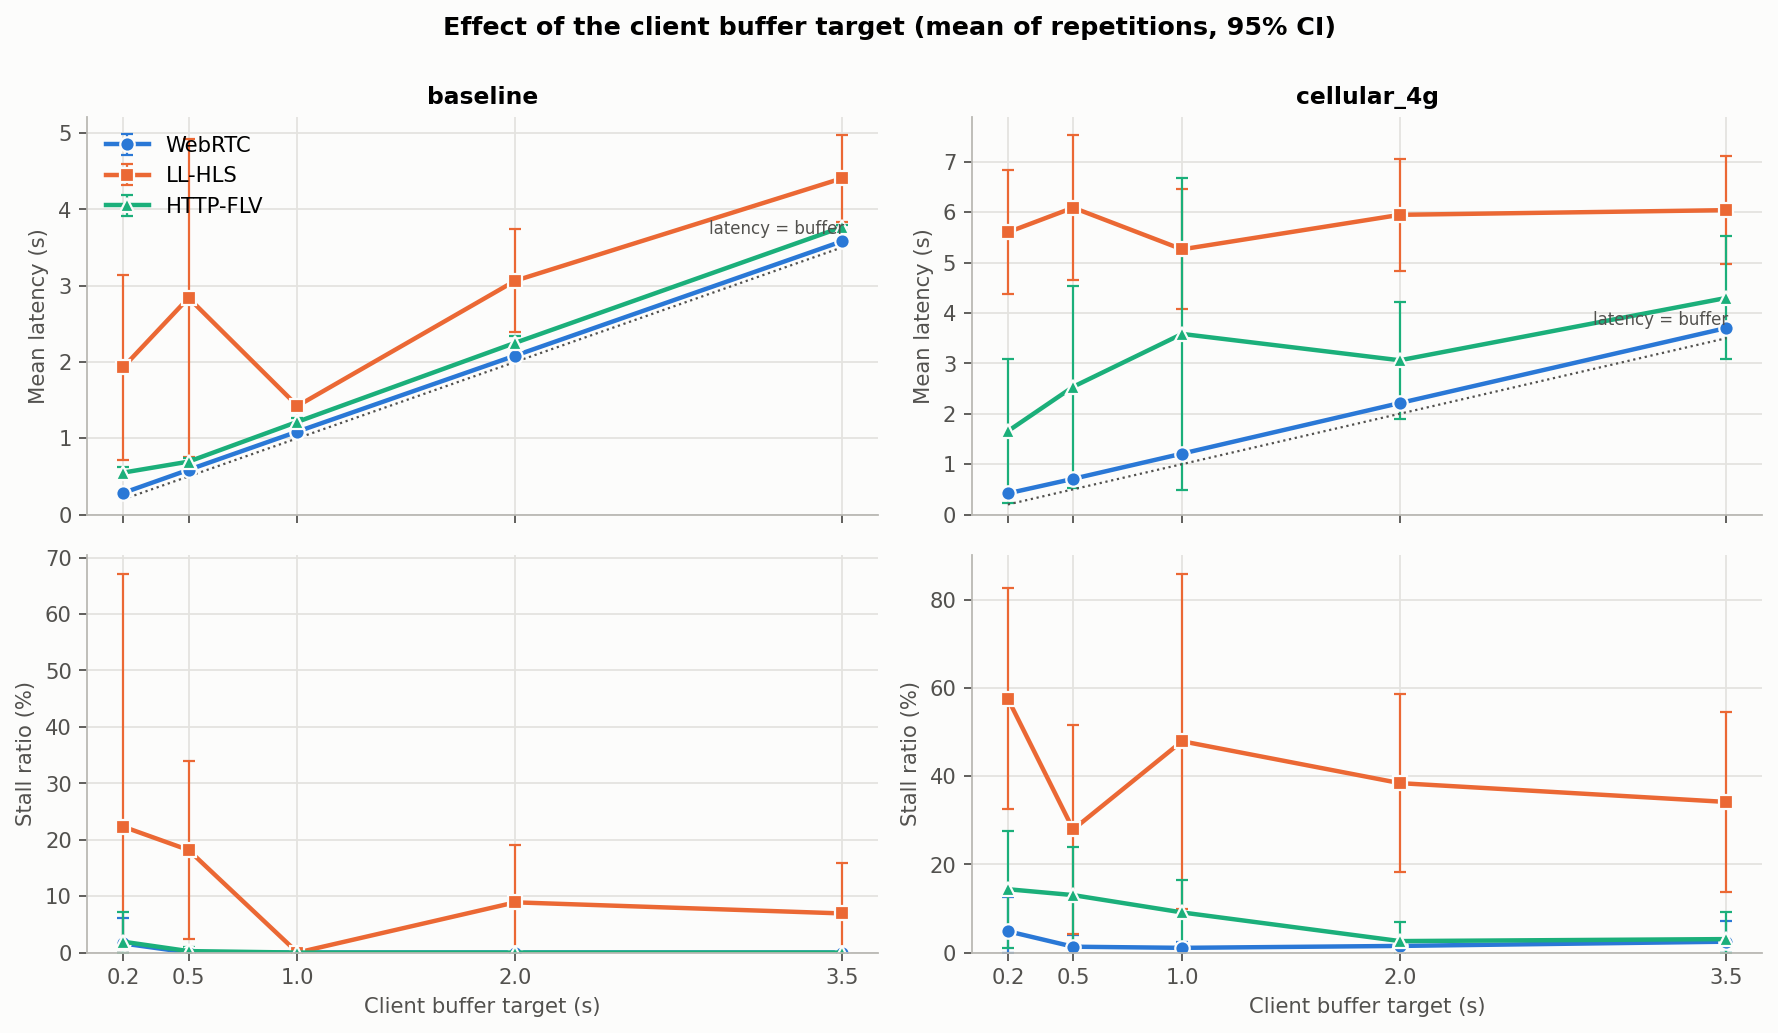 Effect of the client buffer target (mean of repetitions, 95% CI)
baseline
cellular_4g
WebRTC
LL-HLS
HTTP-FLV
latency = buffer
Mean latency (s)
0
1
2
3
4
5
latency = buffer
Mean latency (s)
0
1
2
3
4
5
6
7
Stall ratio (%)
0
10
20
30
40
50
60
70
0.2 0.5 1.0 2.0 3.5
Client buffer target (s)
Stall ratio (%)
0
20
40
60
80
0.2 0.5 1.0 2.0 3.5
Client buffer target (s)